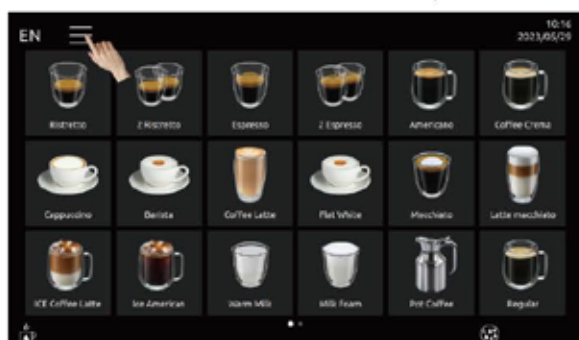 EN
10:16
2023/05/29
Ristretto
2 Ristretto
Espresso
2 Espresso
Americano
Coffee Crema
Cappuccino
Barista
Coffee Latte
Flat White
Macchiato
Latte macchiato
ICE Coffee Latte
Ice American
Warm Milk
Milk Foam
Pot Coffee
Regular